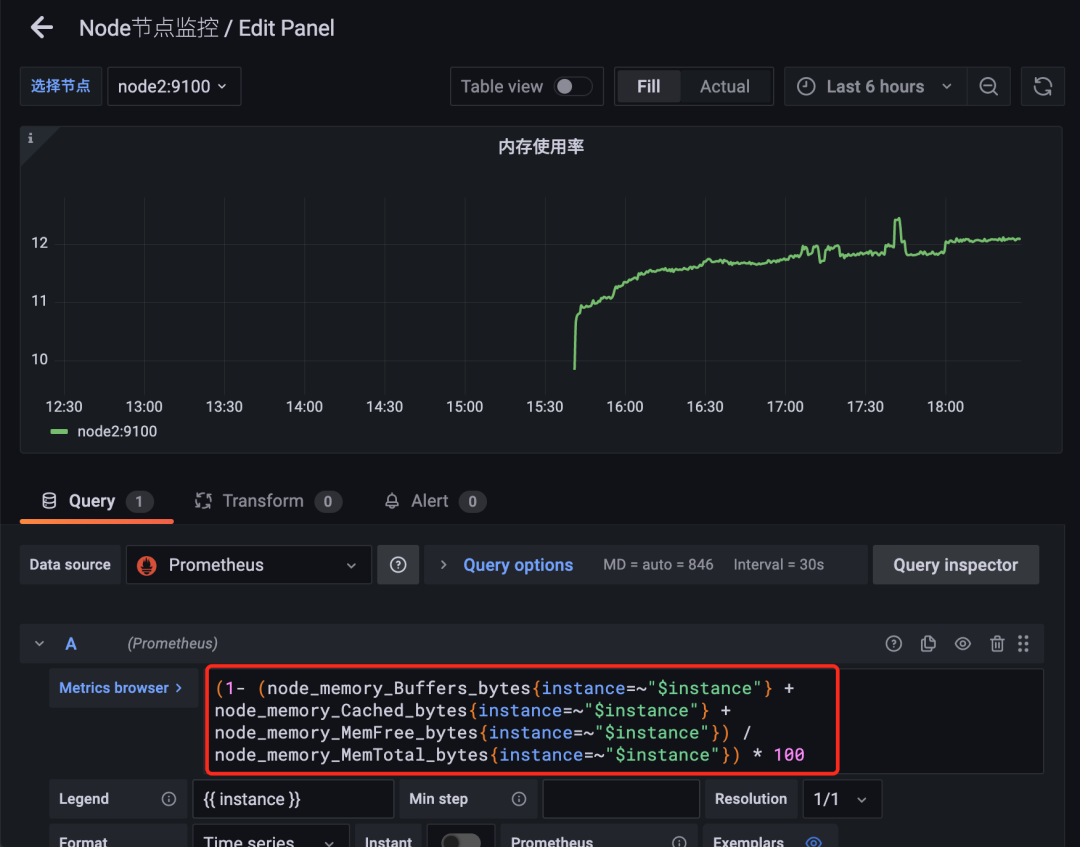 Node节点监控 / Edit Panel
选择节点 node2:9100 Table view Fill Actual Last 6 hours
i
内存使用率
12
11
10
12:30 13:00 13:30 14:00 14:30 15:00 15:30 16:00 16:30 17:00 17:30 18:00
node2:9100
Query 1 Transform 0 Alert 0
Data source Prometheus > Query options MD = auto = 846 Interval = 30s Query inspector
A (Prometheus)
Metrics browser > (1- (node_memory_Buffers_bytes{instance=~"$instance"} +
node_memory_Cached_bytes{instance=~"$instance"} +
node_memory_MemFree_bytes{instance=~"$instance"}) /
node_memory_MemTotal_bytes{instance=~"$instance"}) * 100
Legend {{ instance }} Min step Resolution 1/1
Format Time series Instant Prometheus Exemplars